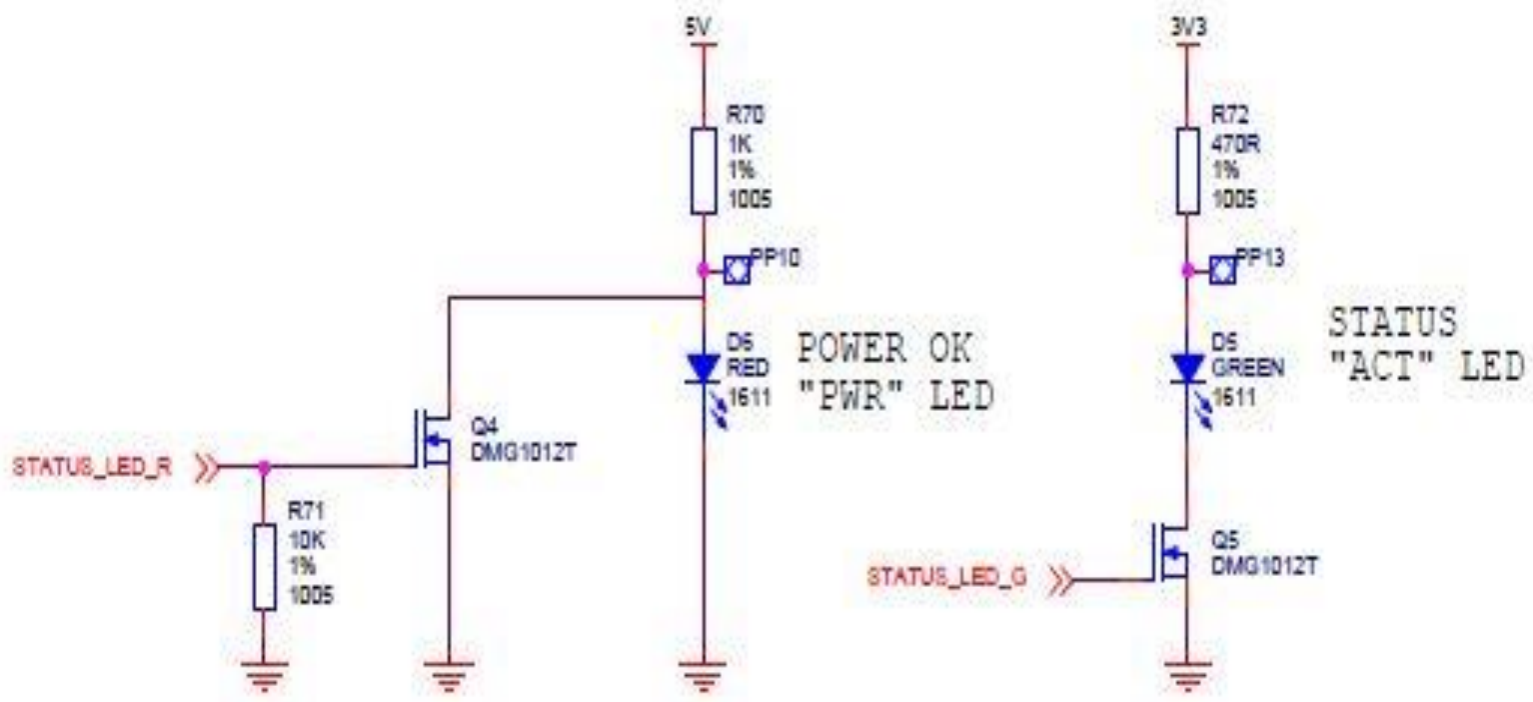 5V
R70
1K
1%
1005
PP10
D6
RED
1611
POWER OK
"PWR" LED
Q4
DMG1012T
STATUS_LED_R
R71
10K
1%
1005
3V3
R72
470R
1%
1005
PP13
D5
GREEN
1611
STATUS
"ACT" LED
Q5
DMG1012T
STATUS_LED_G